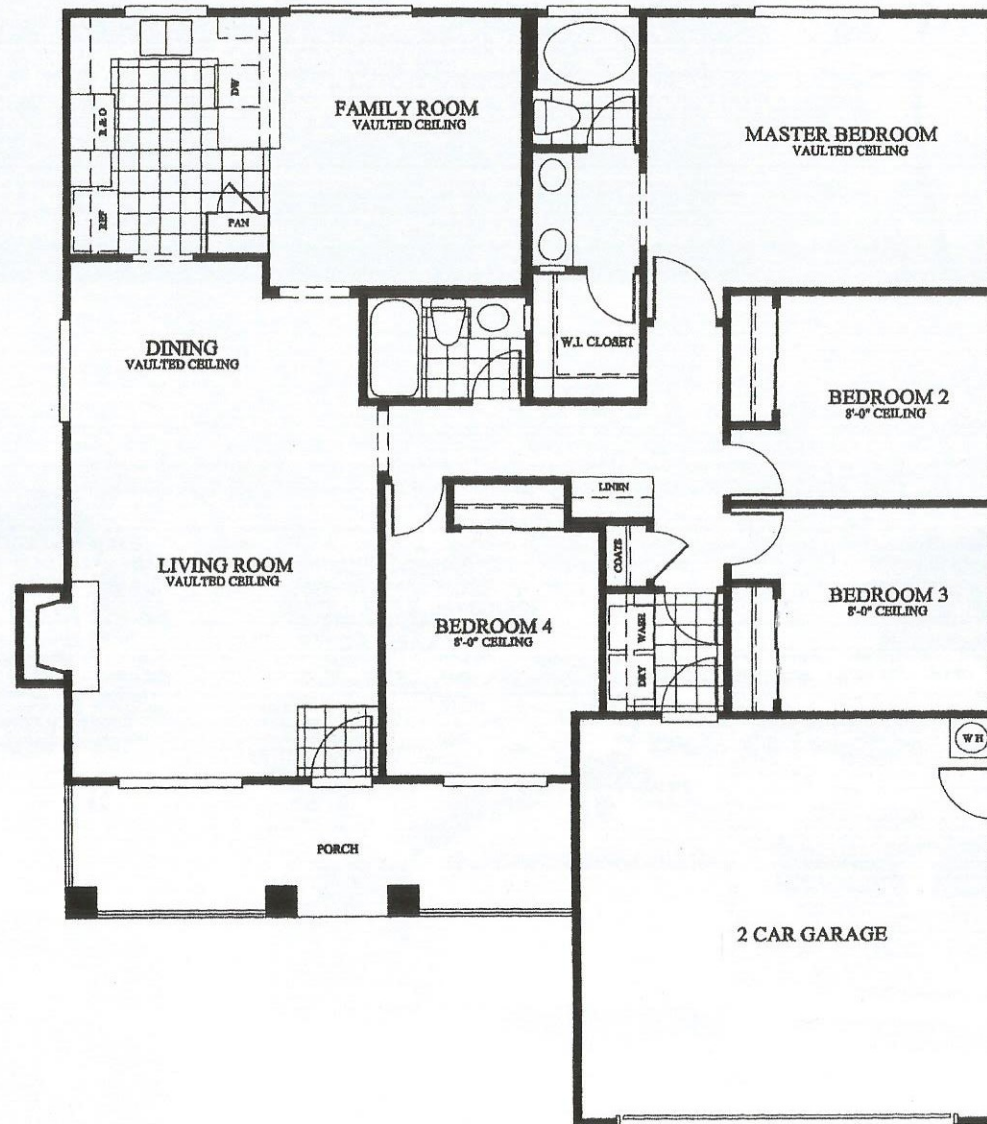 FAMILY ROOM
VAULTED CEILING
MASTER BEDROOM
VAULTED CEILING
DW
R & O
REF
PAN
DINING
VAULTED CEILING
W.I. CLOSET
BEDROOM 2
8'-0" CEILING
LINEN
COATS
LIVING ROOM
VAULTED CEILING
BEDROOM 4
8'-0" CEILING
WASH
DRY
BEDROOM 3
8'-0" CEILING
WH
PORCH
2 CAR GARAGE